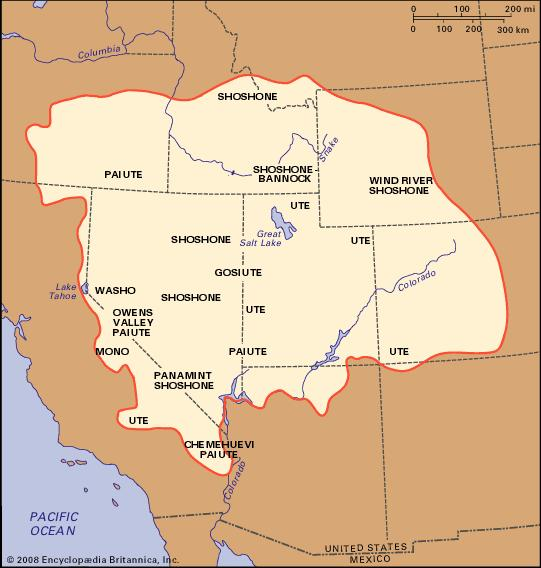 0 100 200 mi
0 100 200 300 km
Columbia
SHOSHONE
Snake
PAIUTE
SHOSHONE
BANNOCK
WIND RIVER
SHOSHONE
UTE
SHOSHONE
Great
Salt Lake
UTE
GOSIUTE
Colorado
Lake
Tahoe
WASHO
SHOSHONE
OWENS
VALLEY
PAIUTE
UTE
MONO
PAIUTE
UTE
PANAMINT
SHOSHONE
UTE
CHEMEHUEVI
PAIUTE
Colorado
PACIFIC
OCEAN
UNITED STATES
MEXICO
© 2008 Encyclopædia Britannica, Inc.